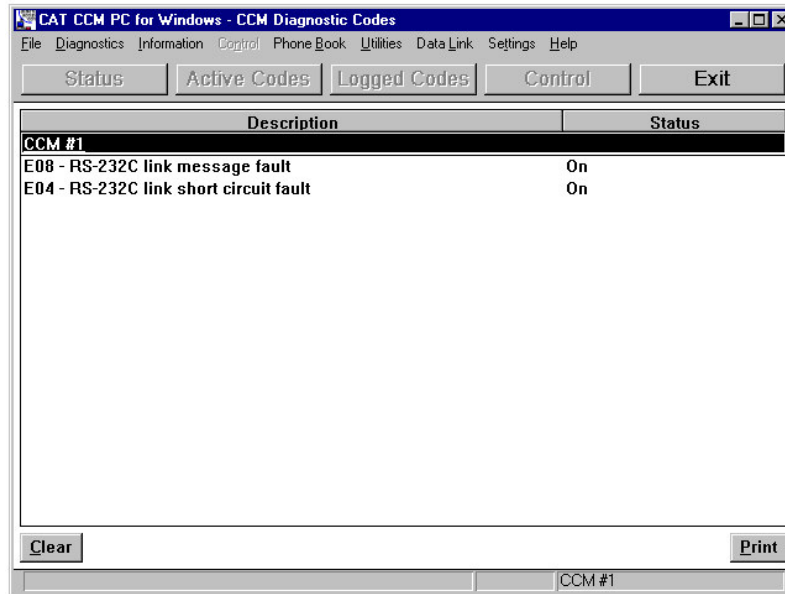 CAT CCM PC for Windows - CCM Diagnostic Codes
File Diagnostics Information Control Phone Book Utilities Data Link Settings Help
Status Active Codes Logged Codes Control Exit
Description Status
CCM #1
E08 - RS-232C link message fault On
E04 - RS-232C link short circuit fault On
Clear Print
CCM #1